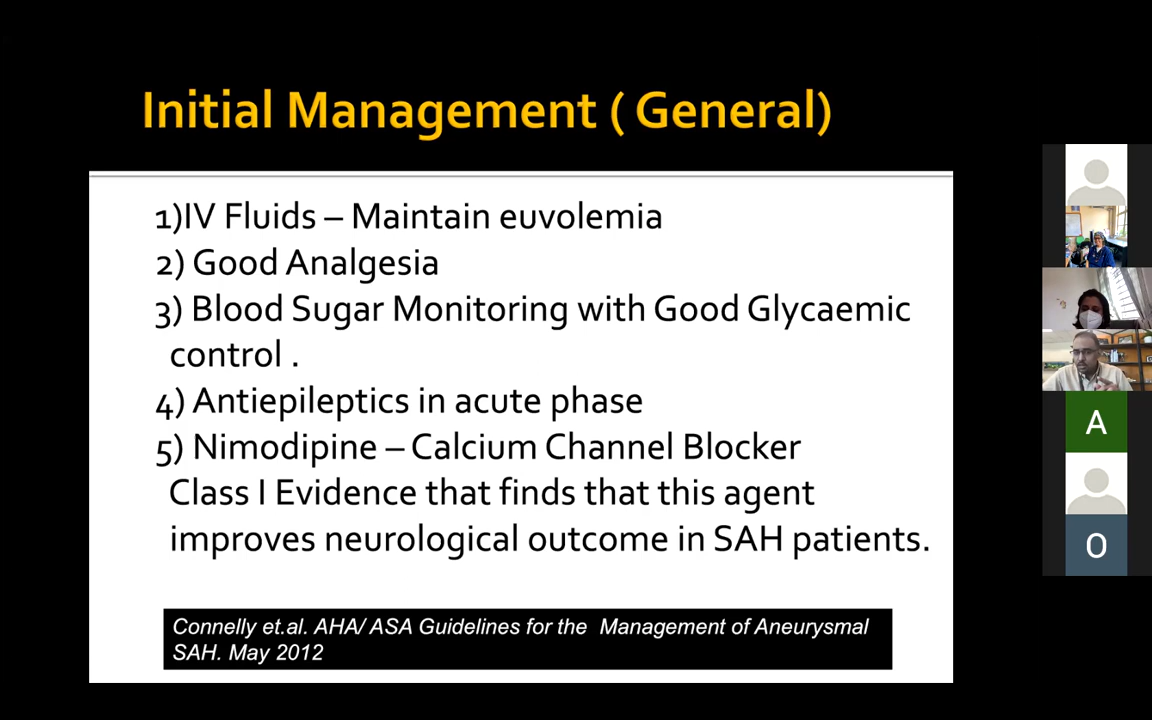 Initial Management ( General)
1)IV Fluids – Maintain euvolemia
2) Good Analgesia
3) Blood Sugar Monitoring with Good Glycaemic
control .
4) Antiepileptics in acute phase
5) Nimodipine – Calcium Channel Blocker
Class I Evidence that finds that this agent
improves neurological outcome in SAH patients.
Connelly et.al. AHA/ ASA Guidelines for the Management of Aneurysmal
SAH. May 2012
A
O